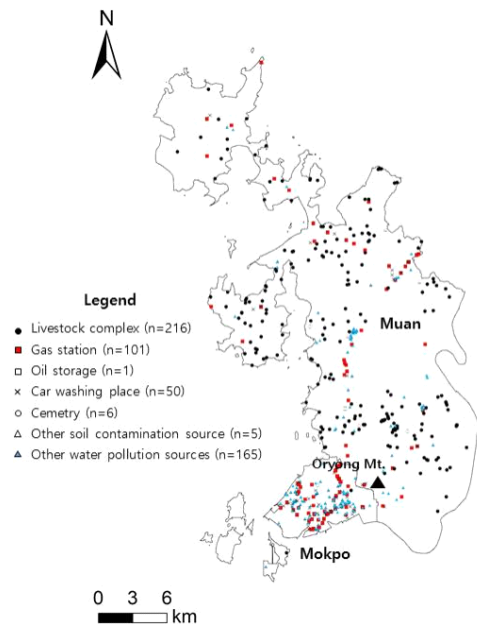 N
Legend
Livestock complex (n=216)
Gas station (n=101)
Oil storage (n=1)
Car washing place (n=50)
Cemetry (n=6)
Other soil contamination source (n=5)
Other water pollution sources (n=165)
Muan
Oryong Mt.
Mokpo
0 3 6
km